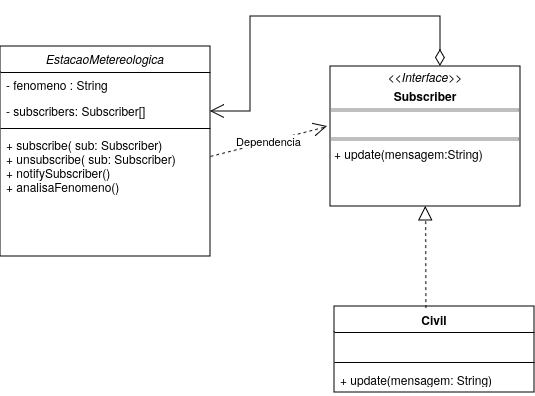 EstacaoMetereologica
- fenomeno : String
- subscribers: Subscriber[]
+ subscribe( sub: Subscriber)
+ unsubscribe( sub: Subscriber)
+ notifySubscriber()
+ analisaFenomeno()
Dependencia
<<Interface>>
Subscriber
+ update(mensagem:String)
Civil
+ update(mensagem: String)